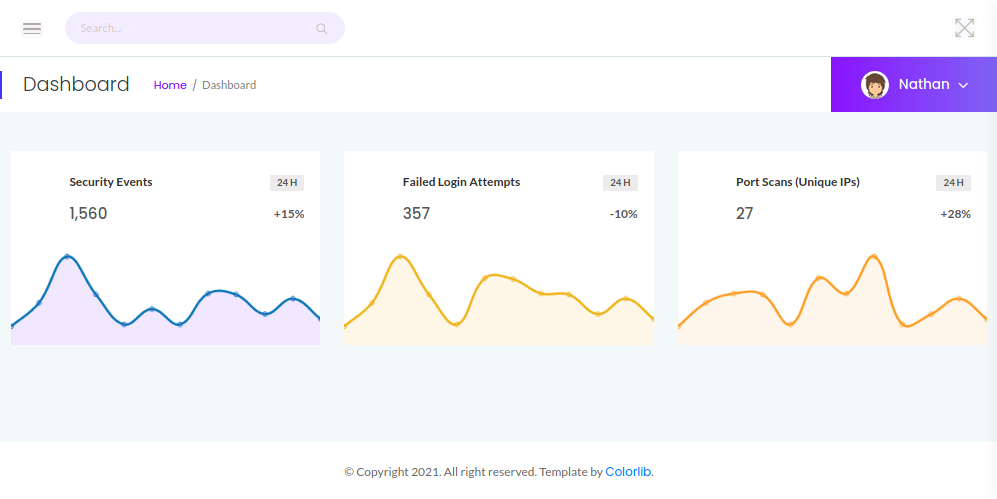 Search...
Dashboard Home / Dashboard
Nathan
Security Events 24 H
1,560 +15%
Failed Login Attempts 24 H
357 -10%
Port Scans (Unique IPs) 24 H
27 +28%
© Copyright 2021. All right reserved. Template by Colorlib.